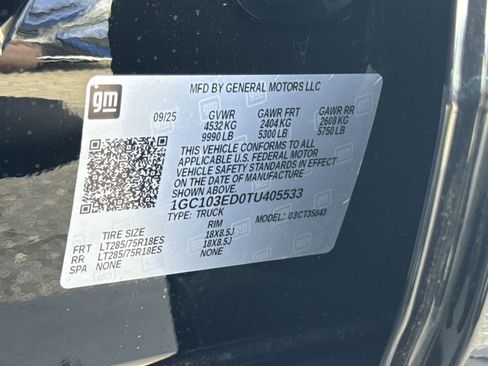 MFD BY GENERAL MOTORS LLC
gm
09/25 GVWR GAWR FRT GAWR RR
4532 KG 2404 KG 2608 KG
9990 LB 5300 LB 5750 LB
THIS VEHICLE CONFORMS TO ALL
APPLICABLE U.S. FEDERAL MOTOR
VEHICLE SAFETY STANDARDS IN EFFECT
ON THE DATE OF MANUFACTURE
SHOWN ABOVE.
1GC103ED0TU405533
TYPE: TRUCK MODEL: 03CT35843
TIRE SIZE RIM
FRT LT285/75R18ES 18X8.5J
RR LT285/75R18ES 18X8.5J
SPA NONE NONE